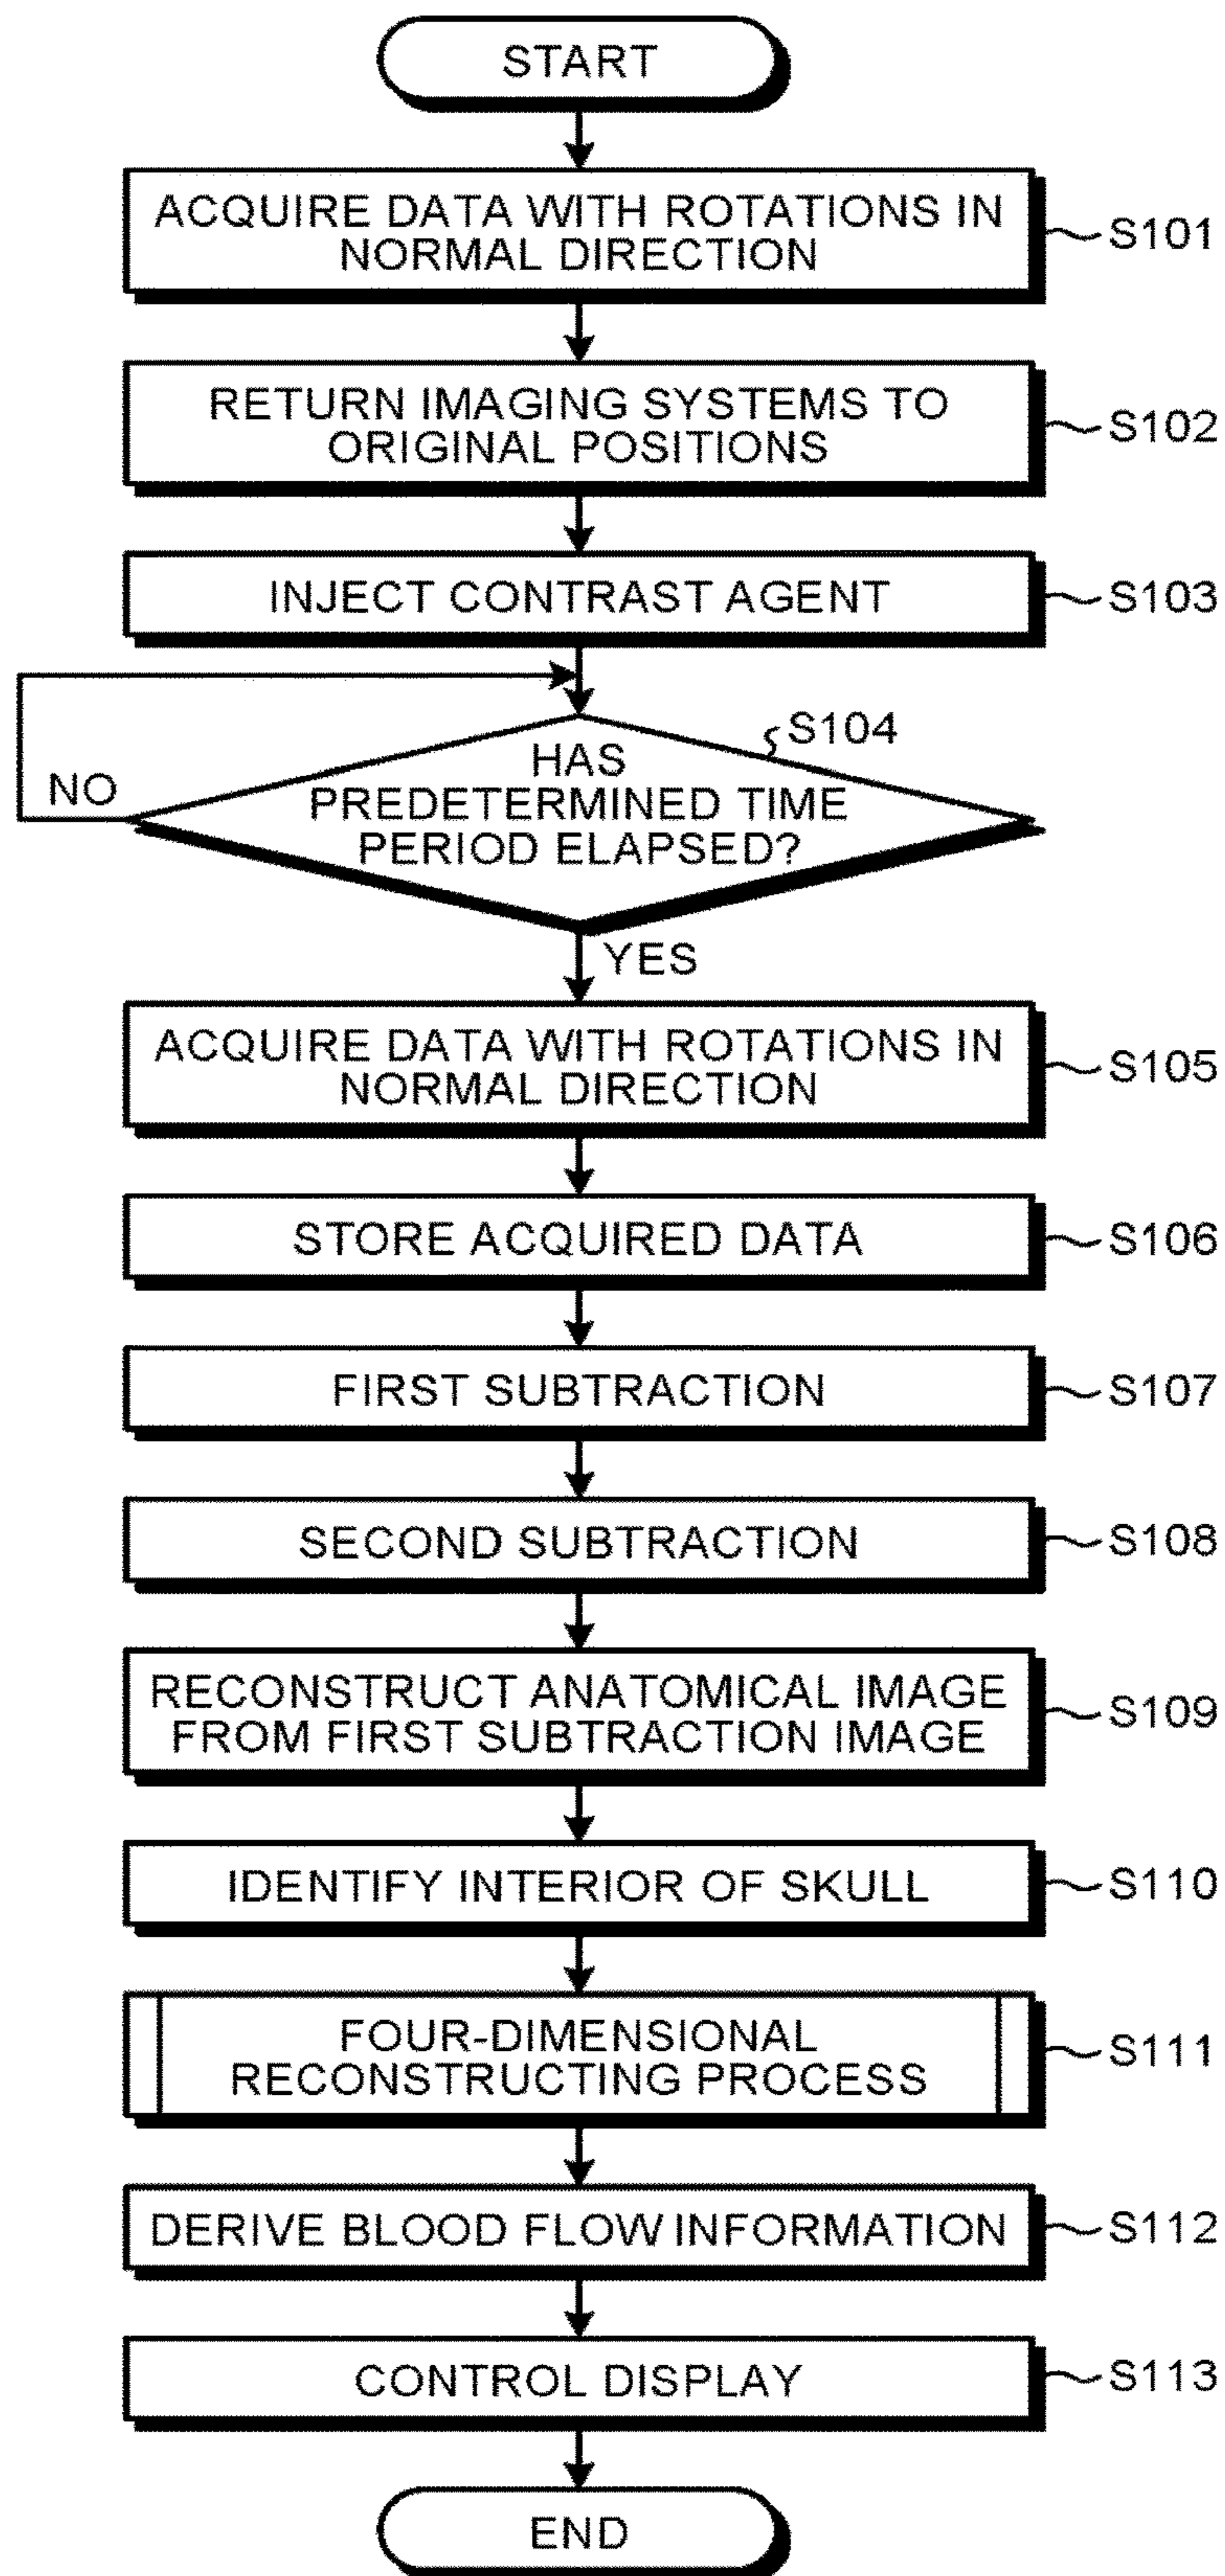 START
ACQUIRE DATA WITH ROTATIONS IN
NORMAL DIRECTION
S101
RETURN IMAGING SYSTEMS TO
ORIGINAL POSITIONS
S102
INJECT CONTRAST AGENT
S103
S104
HAS
PREDETERMINED TIME
PERIOD ELAPSED?
NO
YES
ACQUIRE DATA WITH ROTATIONS IN
NORMAL DIRECTION
S105
STORE ACQUIRED DATA
S106
FIRST SUBTRACTION
S107
SECOND SUBTRACTION
S108
RECONSTRUCT ANATOMICAL IMAGE
FROM FIRST SUBTRACTION IMAGE
S109
IDENTIFY INTERIOR OF SKULL
S110
FOUR-DIMENSIONAL
RECONSTRUCTING PROCESS
S111
DERIVE BLOOD FLOW INFORMATION
S112
CONTROL DISPLAY
S113
END